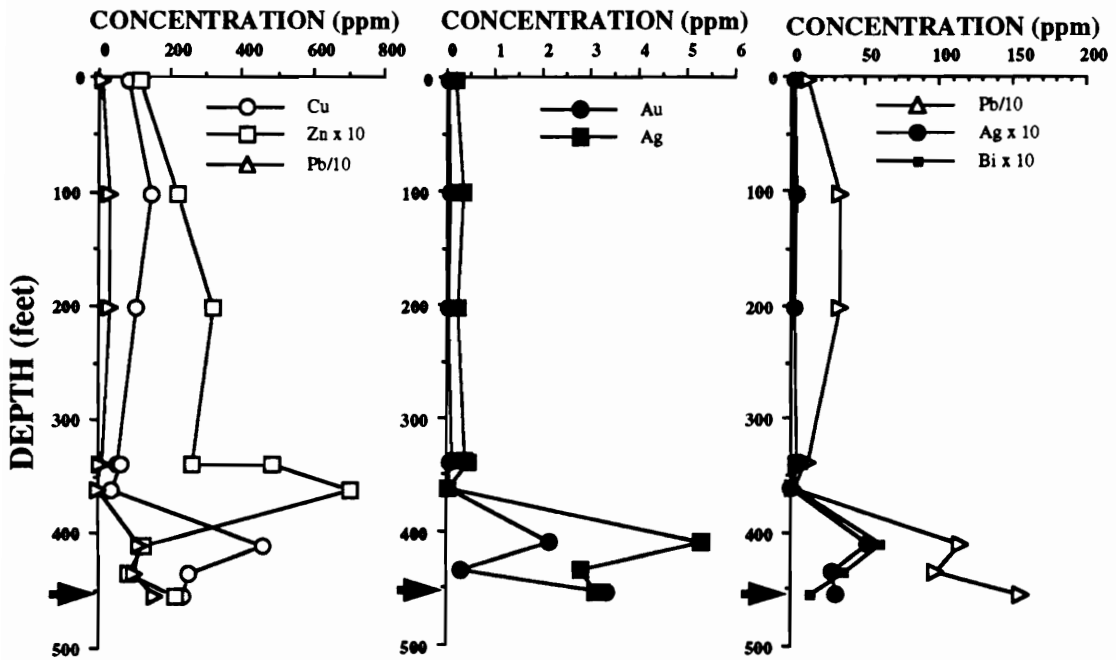 CONCENTRATION (ppm) CONCENTRATION (ppm) CONCENTRATION (ppm)
0 200 400 600 800 0 1 2 3 4 5 6 0 50 100 150 200
0 0 0
Cu Au Pb/10
Zn x 10 Ag Ag x 10
Pb/10 Bi x 10
100 100 100
200 200 200
DEPTH (feet)
300 300 300
400 400 400
500 500 500